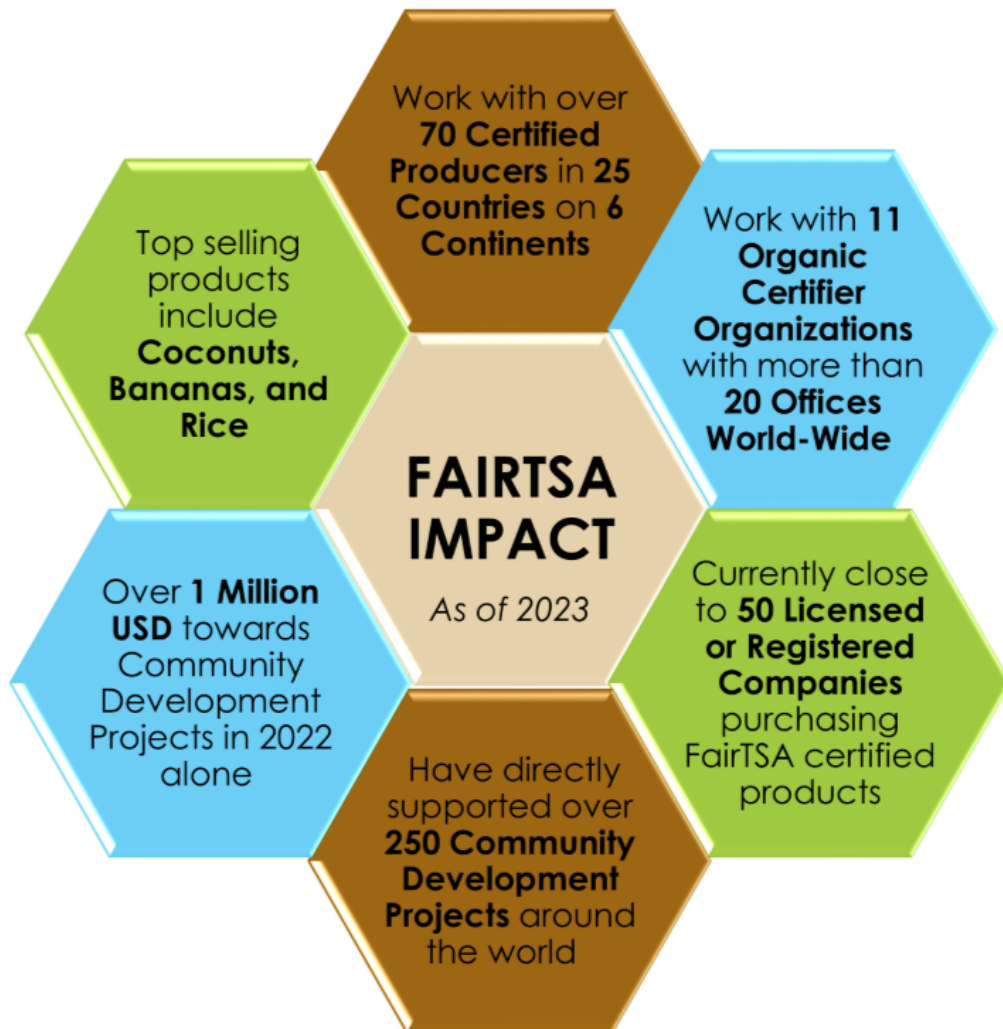 Work with over
70 Certified
Producers in 25
Countries on 6
Continents
Top selling
products
include
Coconuts,
Bananas, and
Rice
Work with 11
Organic
Certifier
Organizations
with more than
20 Offices
World-Wide
FAIRTSA
IMPACT
As of 2023
Over 1 Million
USD towards
Community
Development
Projects in 2022
alone
Currently close
to 50 Licensed
or Registered
Companies
purchasing
FairTSA certified
products
Have directly
supported over
250 Community
Development
Projects around
the world